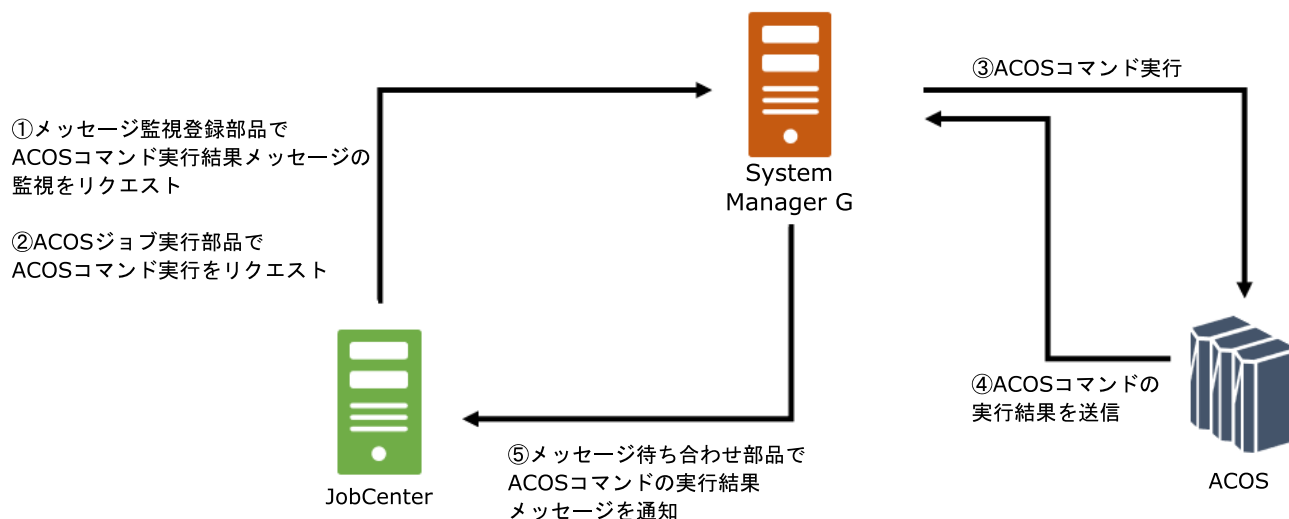 ①メッセージ監視登録部品で
ACOSコマンド実行結果メッセージの
監視をリクエスト
②ACOSジョブ実行部品で
ACOSコマンド実行をリクエスト
System
Manager G
③ACOSコマンド実行
④ACOSコマンドの
実行結果を送信
ACOS
JobCenter
⑤メッセージ待ち合わせ部品で
ACOSコマンドの実行結果
メッセージを通知